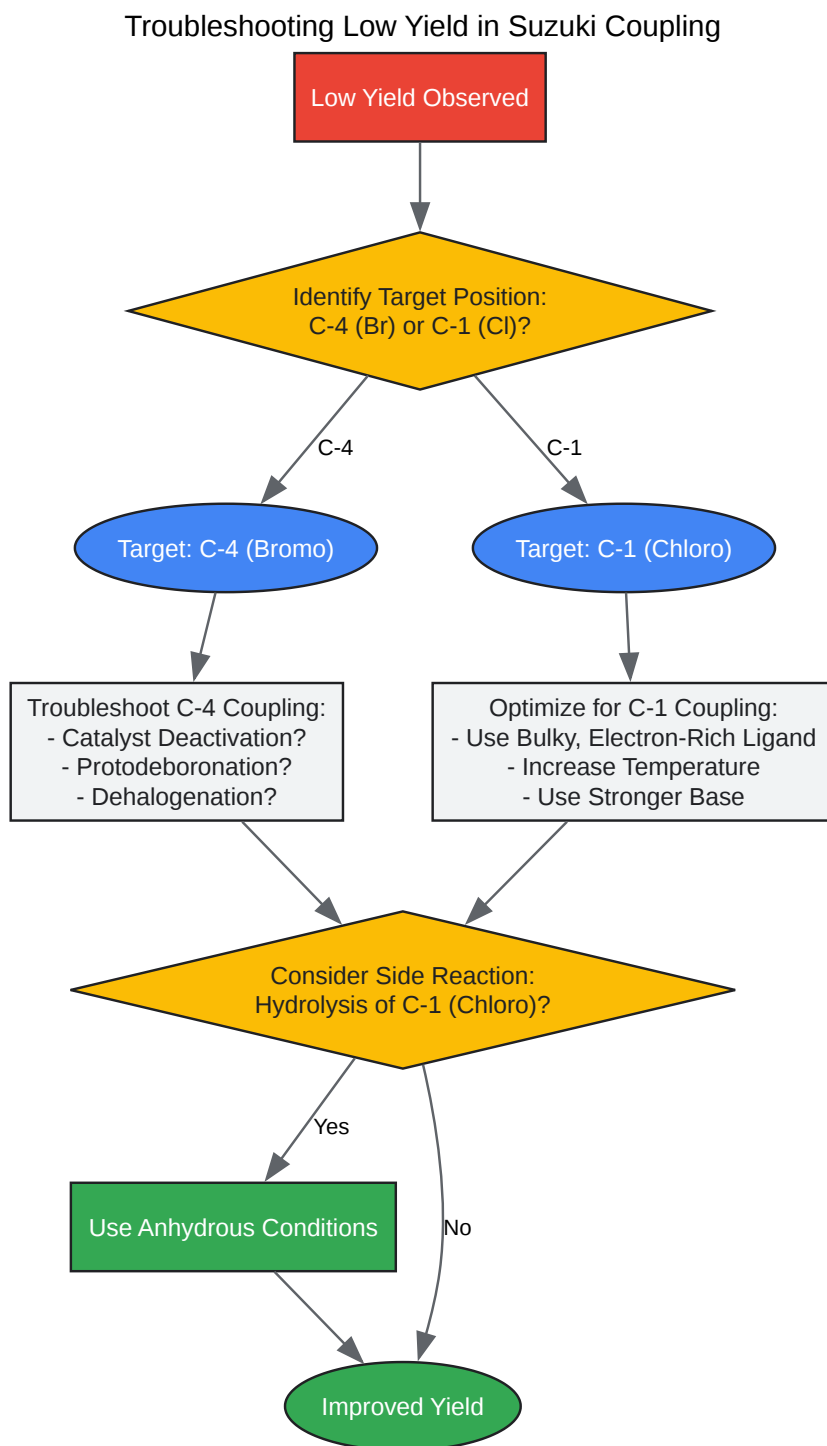 Troubleshooting Low Yield in Suzuki Coupling
Low Yield Observed
Identify Target Position:
C-4 (Br) or C-1 (Cl)?
C-4
C-1
Target: C-4 (Bromo)
Target: C-1 (Chloro)
Troubleshoot C-4 Coupling:
- Catalyst Deactivation?
- Protodeboronation?
- Dehalogenation?
Optimize for C-1 Coupling:
- Use Bulky, Electron-Rich Ligand
- Increase Temperature
- Use Stronger Base
Consider Side Reaction:
Hydrolysis of C-1 (Chloro)?
Yes
No
Use Anhydrous Conditions
Improved Yield